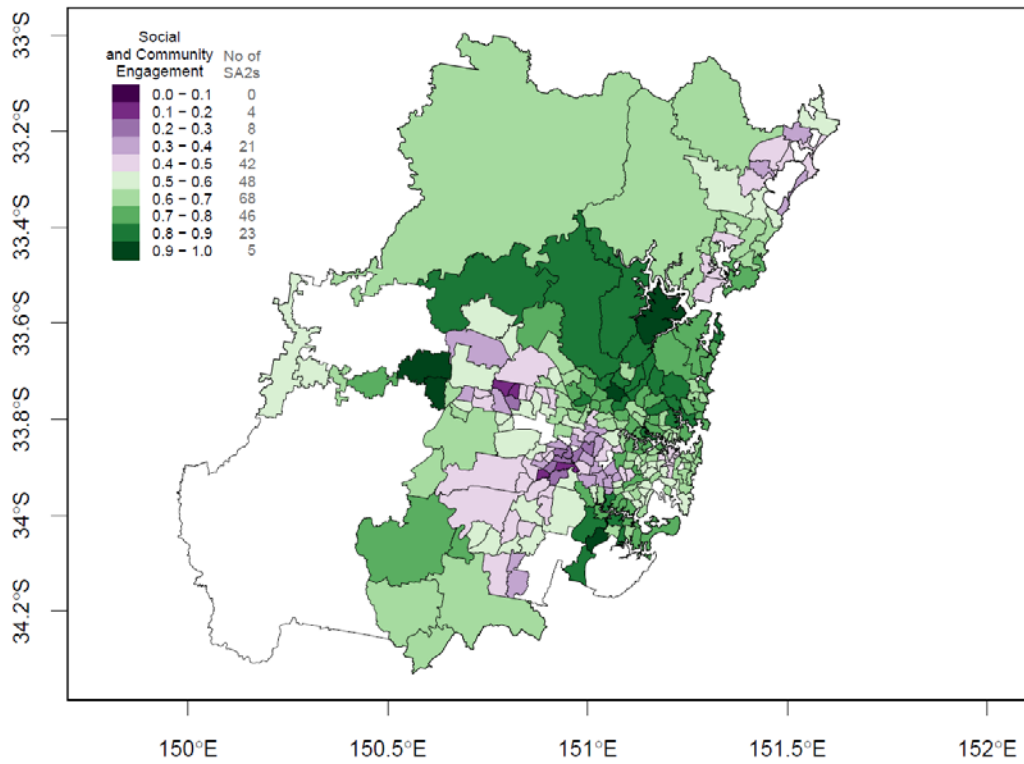 Social
and Community
Engagement
No of
SA2s
0.0 – 0.1 0
0.1 – 0.2 4
0.2 – 0.3 8
0.3 – 0.4 21
0.4 – 0.5 42
0.5 – 0.6 48
0.6 – 0.7 68
0.7 – 0.8 46
0.8 – 0.9 23
0.9 – 1.0 5
33°S
33.2°S
33.4°S
33.6°S
33.8°S
34°S
34.2°S
150°E 150.5°E 151°E 151.5°E 152°E